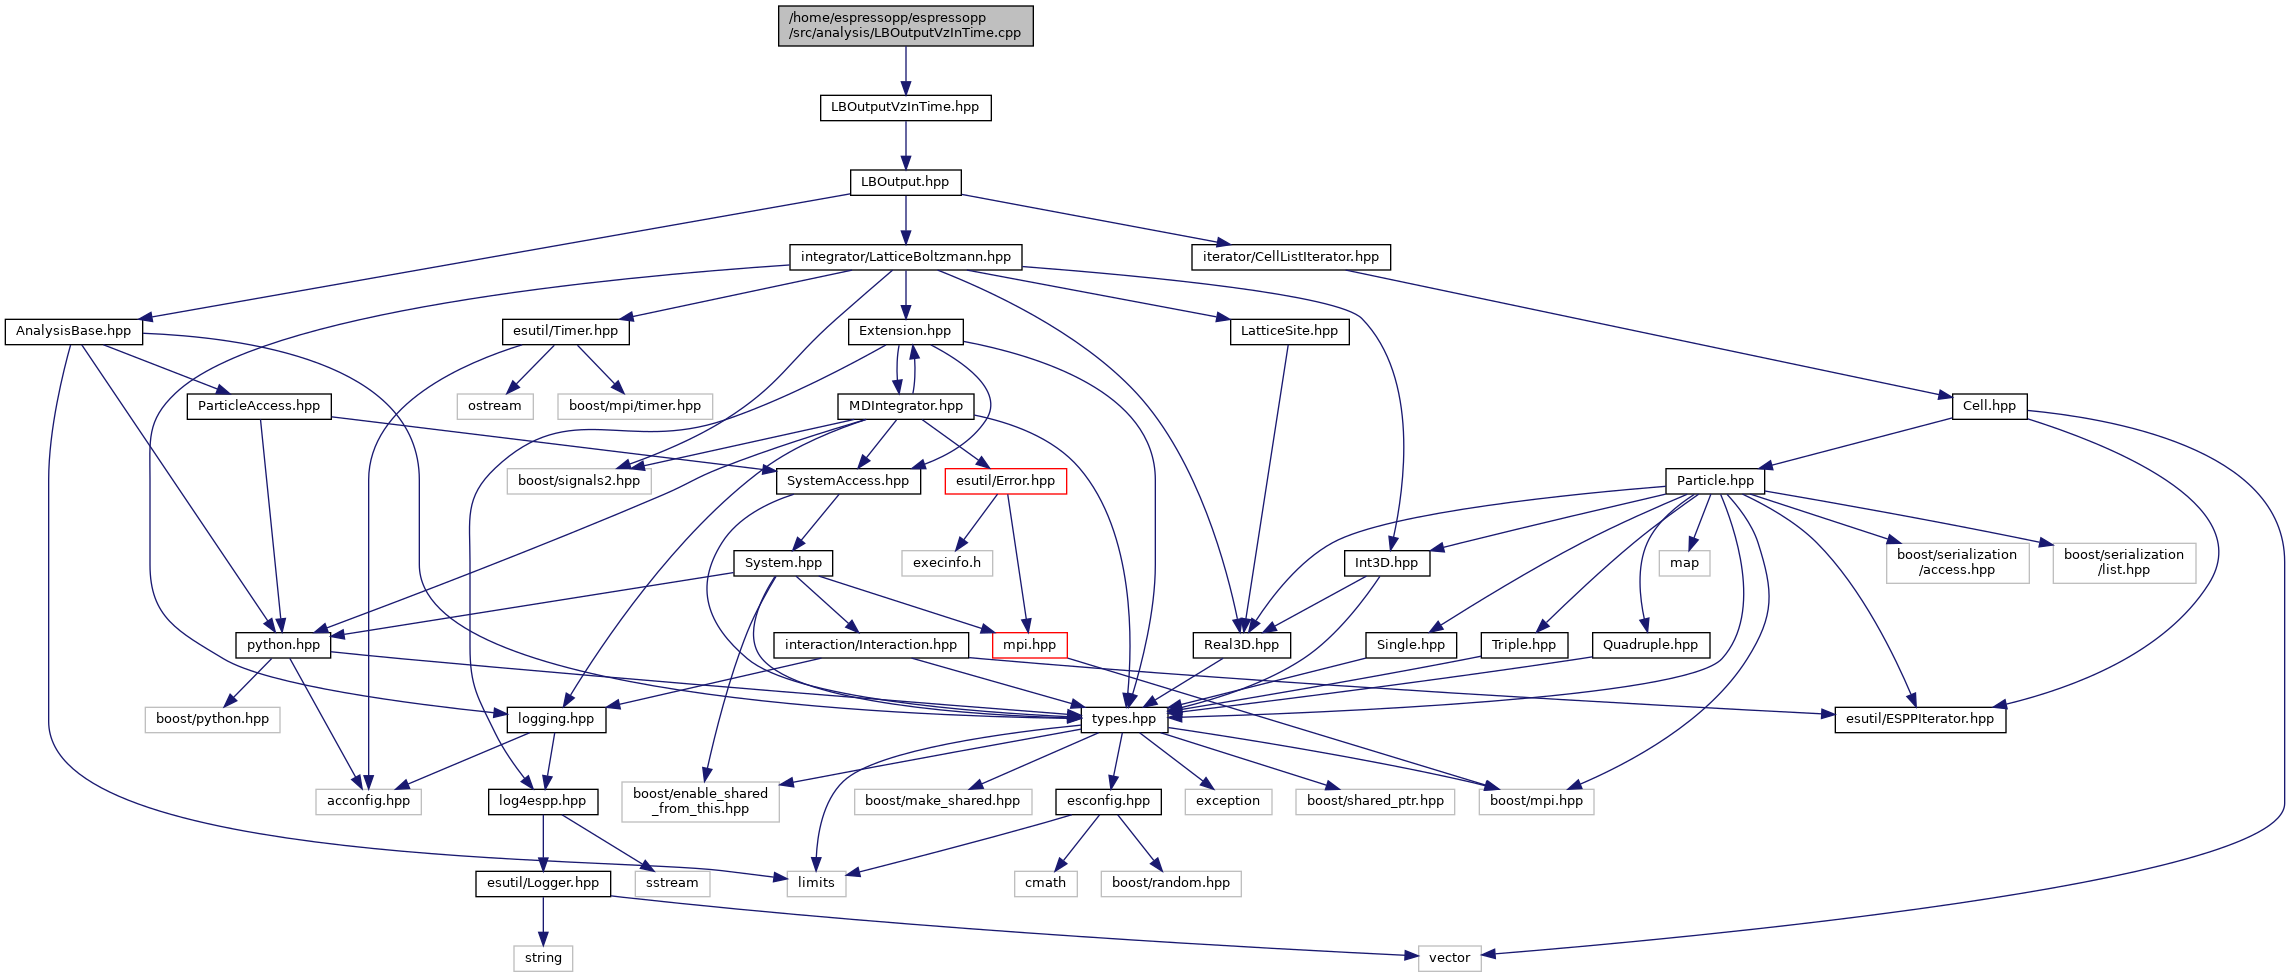 /home/espressopp/espressopp
/src/analysis/LBOutputVzInTime.cpp
LBOutputVzInTime.hpp
LBOutput.hpp
integrator/LatticeBoltzmann.hpp
iterator/CellListIterator.hpp
AnalysisBase.hpp
esutil/Timer.hpp
Extension.hpp
LatticeSite.hpp
ParticleAccess.hpp
ostream
boost/mpi/timer.hpp
MDIntegrator.hpp
Cell.hpp
boost/signals2.hpp
SystemAccess.hpp
esutil/Error.hpp
Particle.hpp
System.hpp
execinfo.h
Int3D.hpp
map
boost/serialization
/access.hpp
boost/serialization
/list.hpp
python.hpp
interaction/Interaction.hpp
mpi.hpp
Real3D.hpp
Single.hpp
Triple.hpp
Quadruple.hpp
boost/python.hpp
logging.hpp
types.hpp
esutil/ESPPIterator.hpp
acconfig.hpp
log4espp.hpp
boost/enable_shared
_from_this.hpp
boost/make_shared.hpp
esconfig.hpp
exception
boost/shared_ptr.hpp
boost/mpi.hpp
esutil/Logger.hpp
sstream
limits
cmath
boost/random.hpp
string
vector